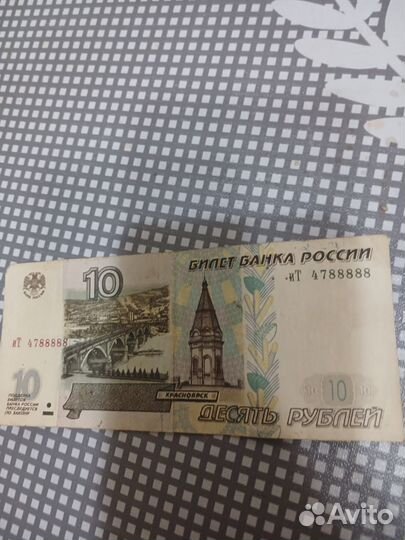 БИЛЕТ БАНКА РОССИИ
иТ 4788888
10
иТ 4788888
10
ПОДДЕЛКА
БИЛЕТОВ
БАНКА РОССИИ
ПРЕСЛЕДУЕТСЯ
ПО ЗАКОНУ
КРАСНОЯРСК
10
ДЕСЯТЬ РУБЛЕЙ
Avito